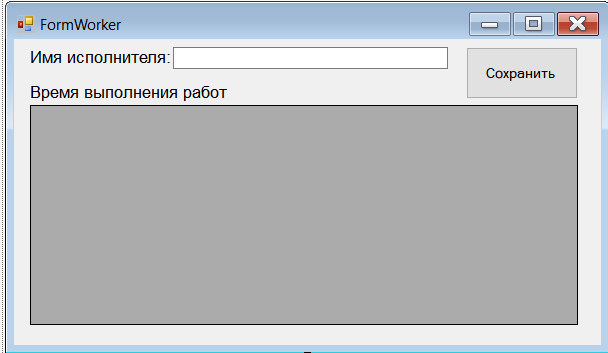 FormWorker
Имя исполнителя:
Сохранить
Время выполнения работ